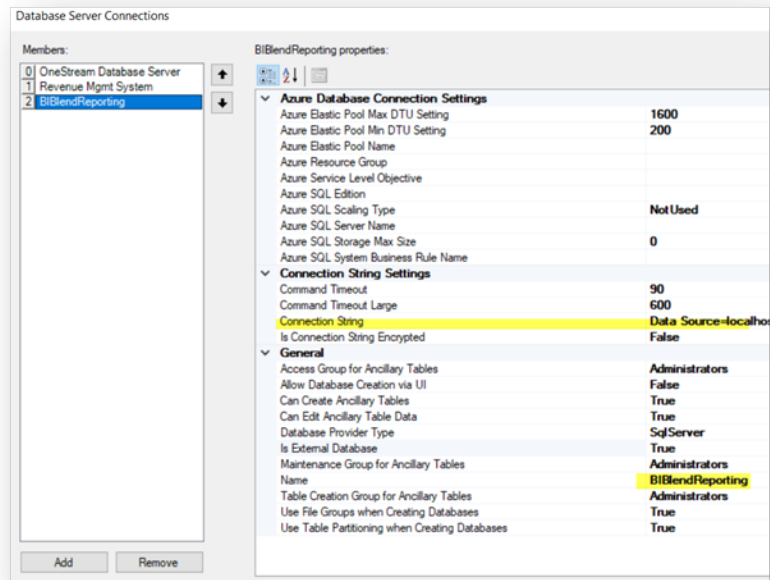 Database Server Connections
Members:
0 OneStream Database Server
1 Revenue Mgmt System
2 BIBlendReporting
Add
Remove
BIBlendReporting properties:
Azure Database Connection Settings
Azure Elastic Pool Max DTU Setting 1600
Azure Elastic Pool Min DTU Setting 200
Azure Elastic Pool Name
Azure Resource Group
Azure Service Level Objective
Azure SQL Edition
Azure SQL Scaling Type NotUsed
Azure SQL Server Name
Azure SQL Storage Max Size 0
Azure SQL System Business Rule Name
Connection String Settings
Command Timeout 90
Command Timeout Large 600
Connection String Data Source=localhos
Is Connection String Encrypted False
General
Access Group for Ancillary Tables Administrators
Allow Database Creation via UI False
Can Create Ancillary Tables True
Can Edit Ancillary Table Data True
Database Provider Type SqlServer
Is External Database True
Maintenance Group for Ancillary Tables Administrators
Name BIBlendReporting
Table Creation Group for Ancillary Tables Administrators
Use File Groups when Creating Databases True
Use Table Partitioning when Creating Databases True